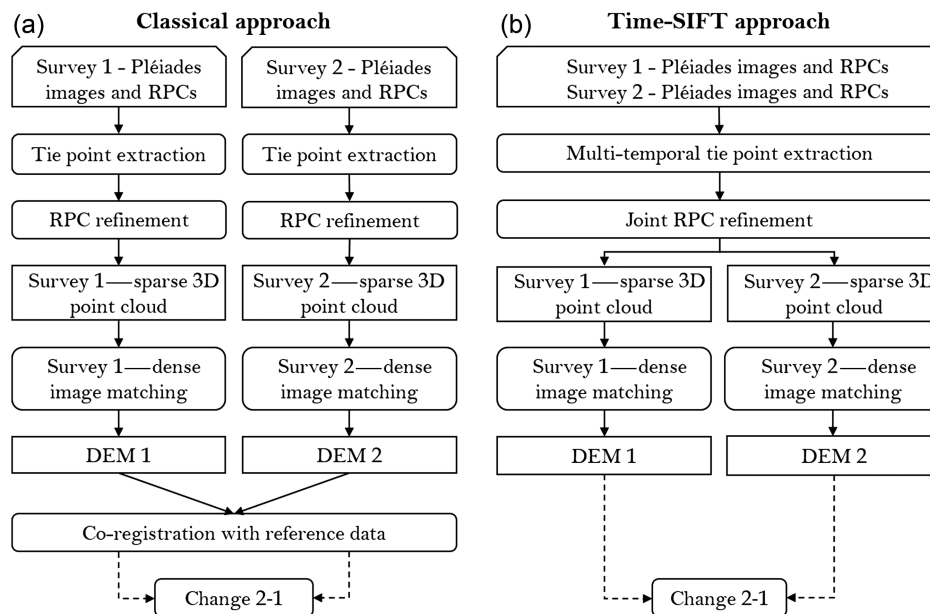 (a) Classical approach
Survey 1 - Pléiades
images and RPCs
Survey 2 - Pléiades
images and RPCs
Tie point extraction
Tie point extraction
RPC refinement
RPC refinement
Survey 1—sparse 3D
point cloud
Survey 2—sparse 3D
point cloud
Survey 1—dense
image matching
Survey 2—dense
image matching
DEM 1
DEM 2
Co-registration with reference data
Change 2-1
(b) Time-SIFT approach
Survey 1 - Pléiades images and RPCs
Survey 2 - Pléiades images and RPCs
Multi-temporal tie point extraction
Joint RPC refinement
Survey 1—sparse 3D
point cloud
Survey 2—sparse 3D
point cloud
Survey 1—dense
image matching
Survey 2—dense
image matching
DEM 1
DEM 2
Change 2-1